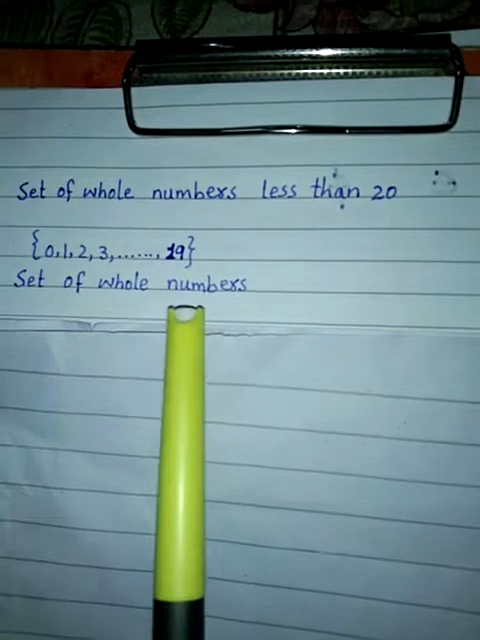 Set of whole numbers less than 20
{0,1,2,3,......,19}
Set of whole numbers